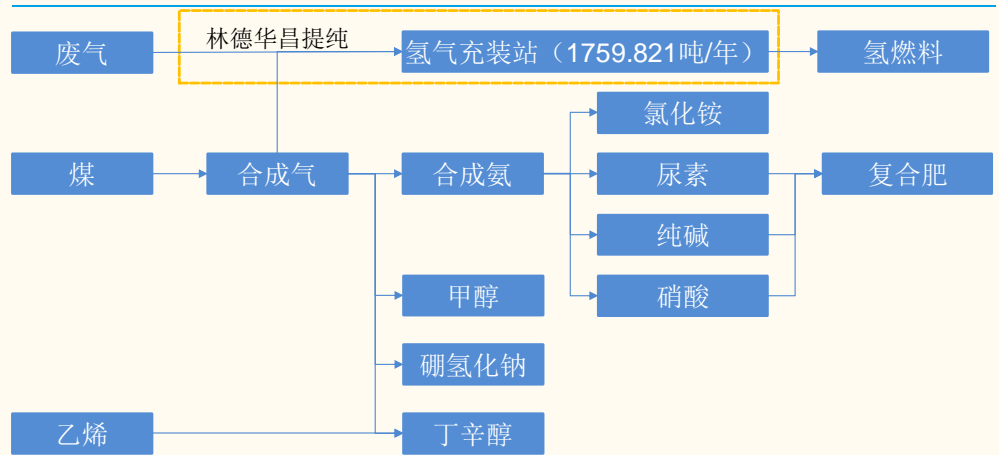 林德华昌提纯
废气
氢气充装站（1759.821吨/年）
氢燃料
氯化铵
煤
合成气
合成氨
尿素
复合肥
纯碱
甲醇
硝酸
硼氢化钠
乙烯
丁辛醇